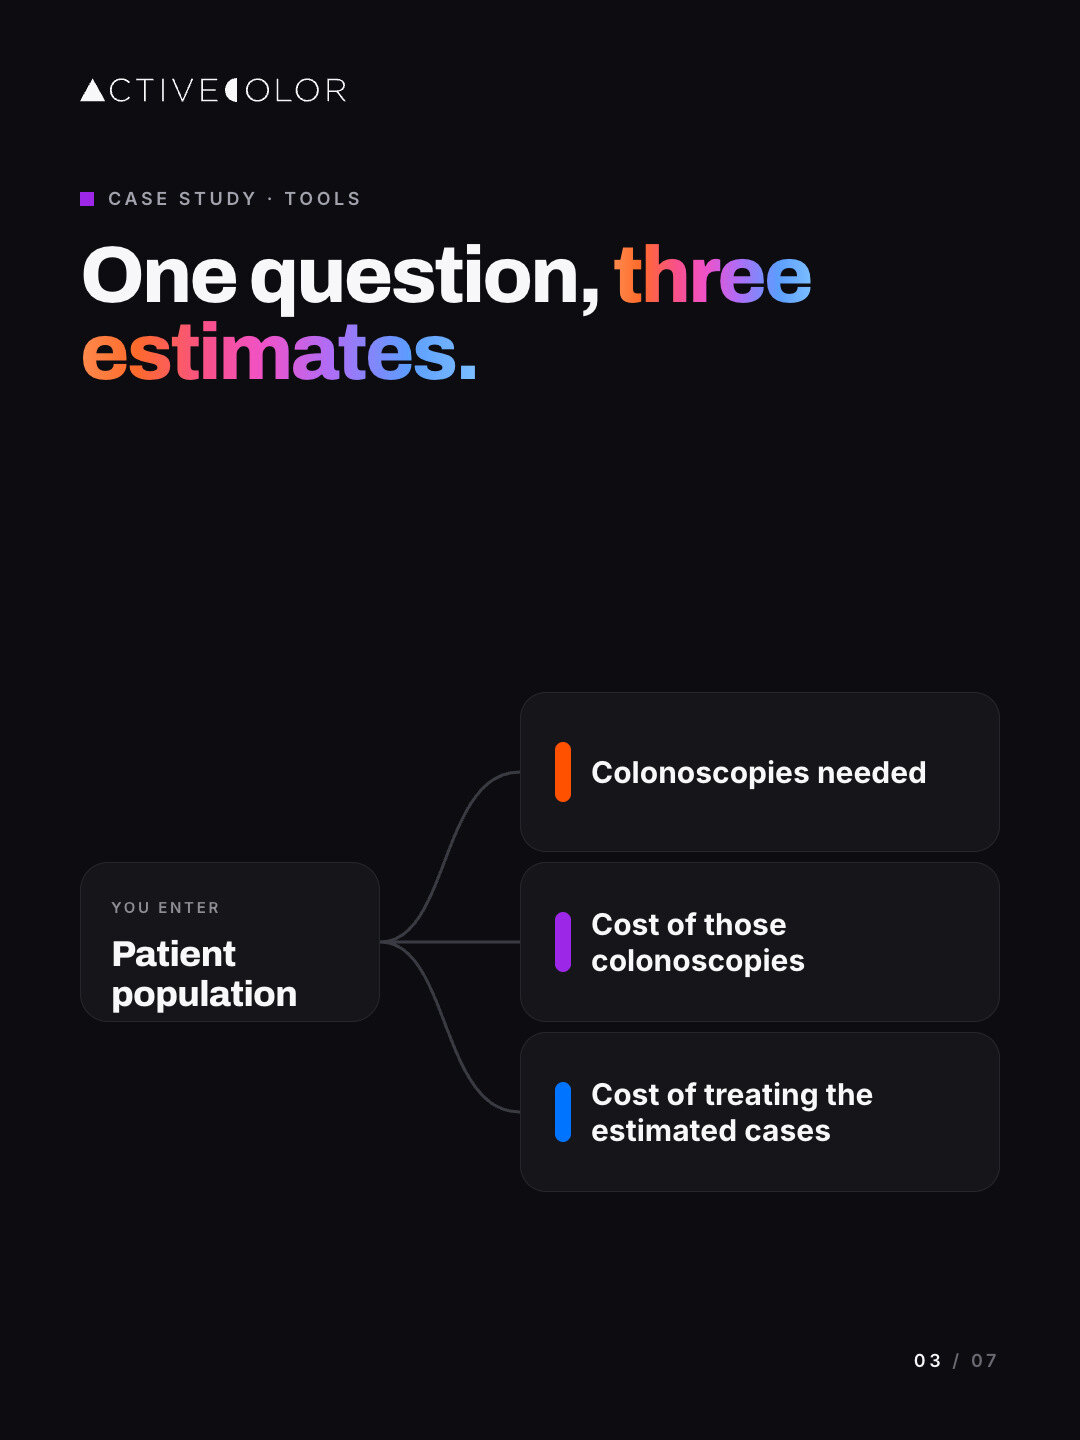 ACTIVECOLOR
CASE STUDY · TOOLS
One question, three
estimates.
Colonoscopies needed
YOU ENTER
Patient
population
Cost of those
colonoscopies
Cost of treating the
estimated cases
03 / 07